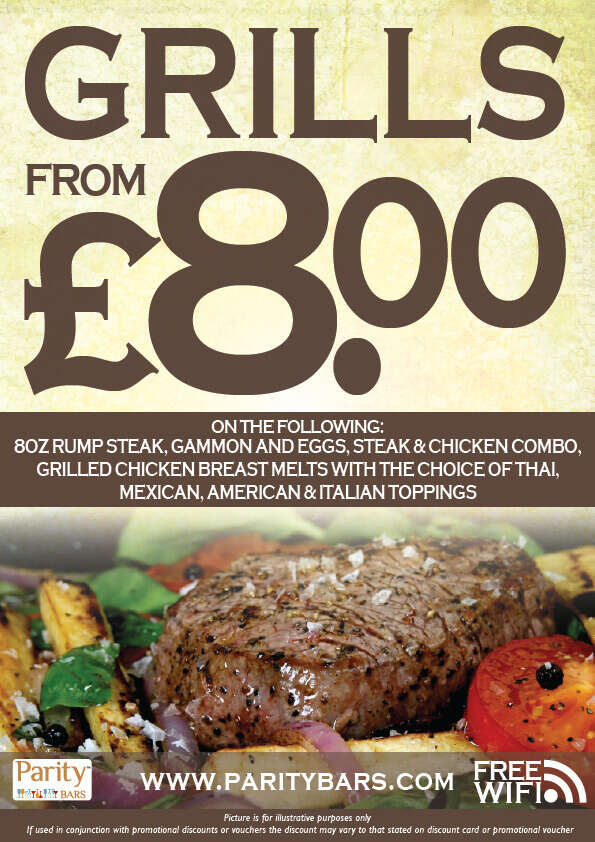 GRILLS
FROM
£8.00
ON THE FOLLOWING:
8OZ RUMP STEAK, GAMMON AND EGGS, STEAK & CHICKEN COMBO,
GRILLED CHICKEN BREAST MELTS WITH THE CHOICE OF THAI,
MEXICAN, AMERICAN & ITALIAN TOPPINGS
Parity™
BARS
WWW.PARITYBARS.COM
FREE
WIFI
Picture is for illustrative purposes only
If used in conjunction with promotional discounts or vouchers the discount may vary to that stated on discount card or promotional voucher